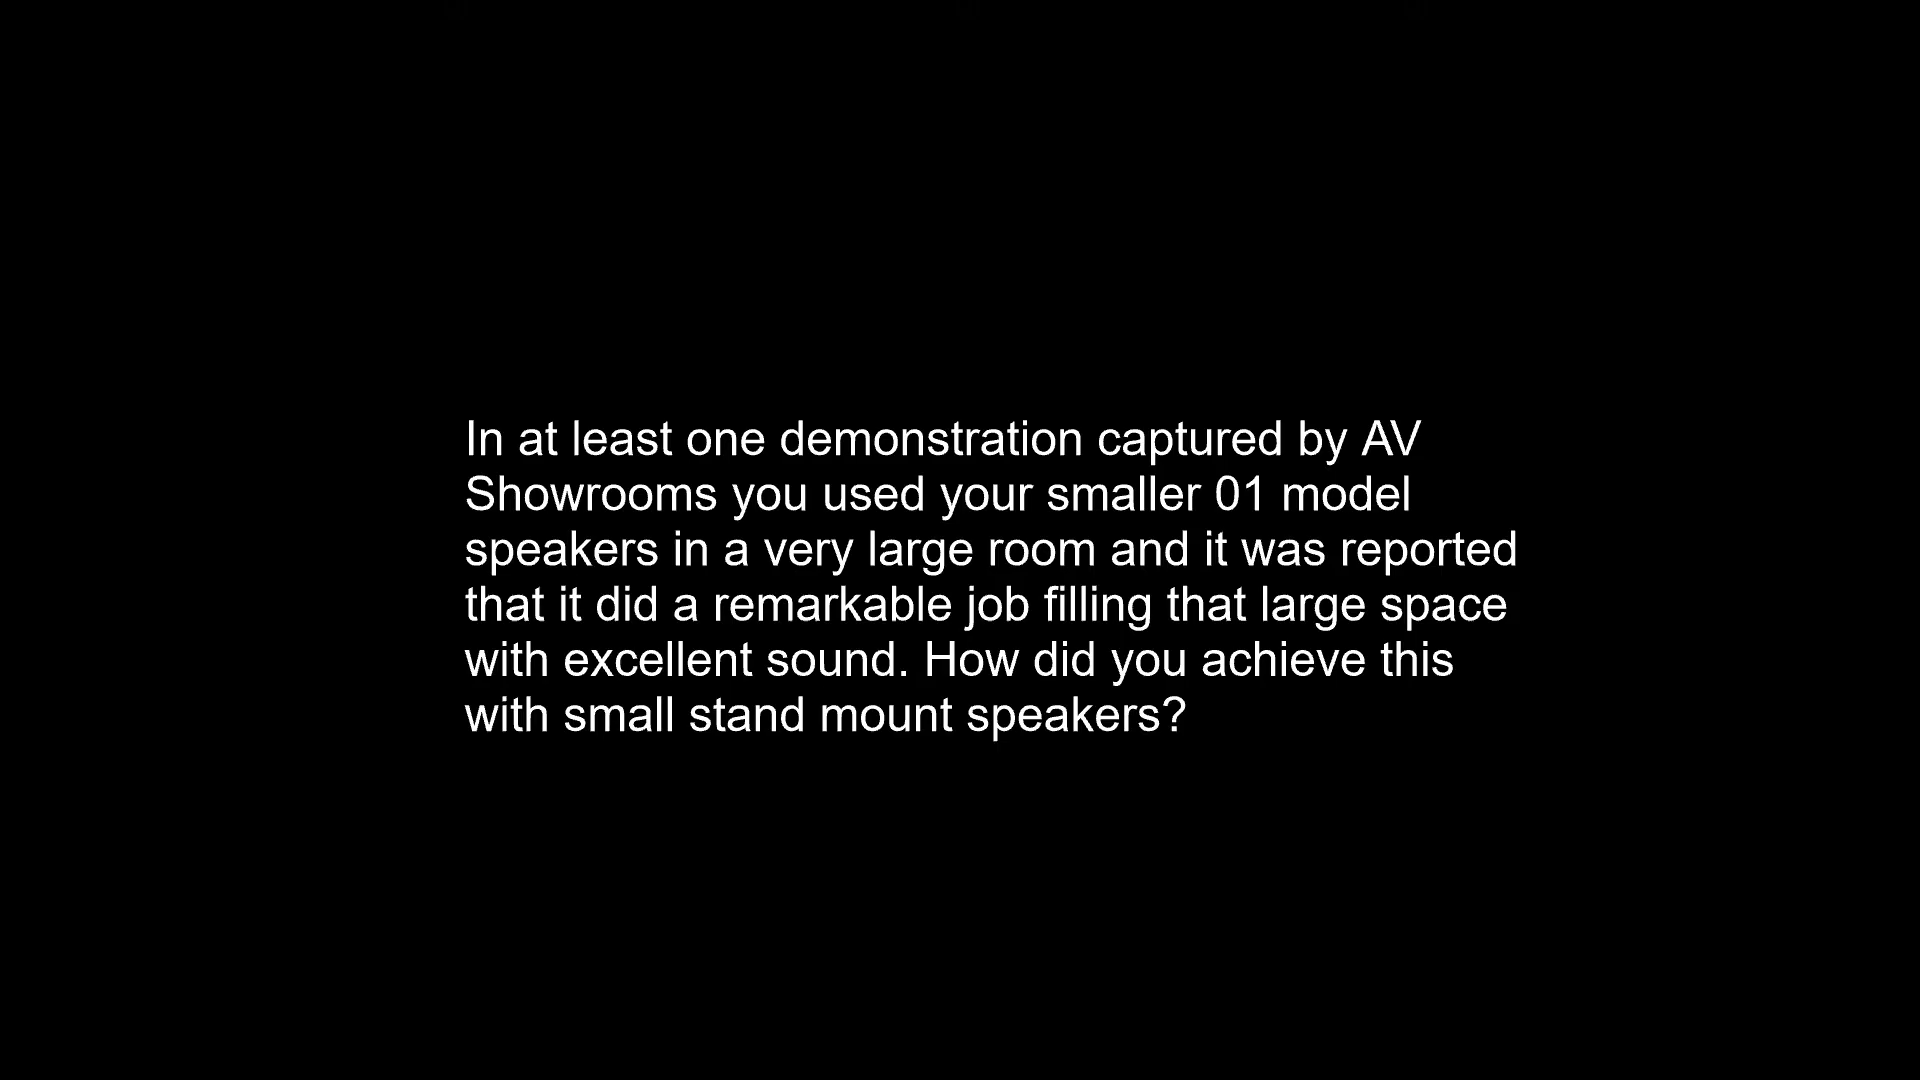 In at least one demonstration captured by AV
Showrooms you used your smaller 01 model
speakers in a very large room and it was reported
that it did a remarkable job filling that large space
with excellent sound. How did you achieve this
with small stand mount speakers?